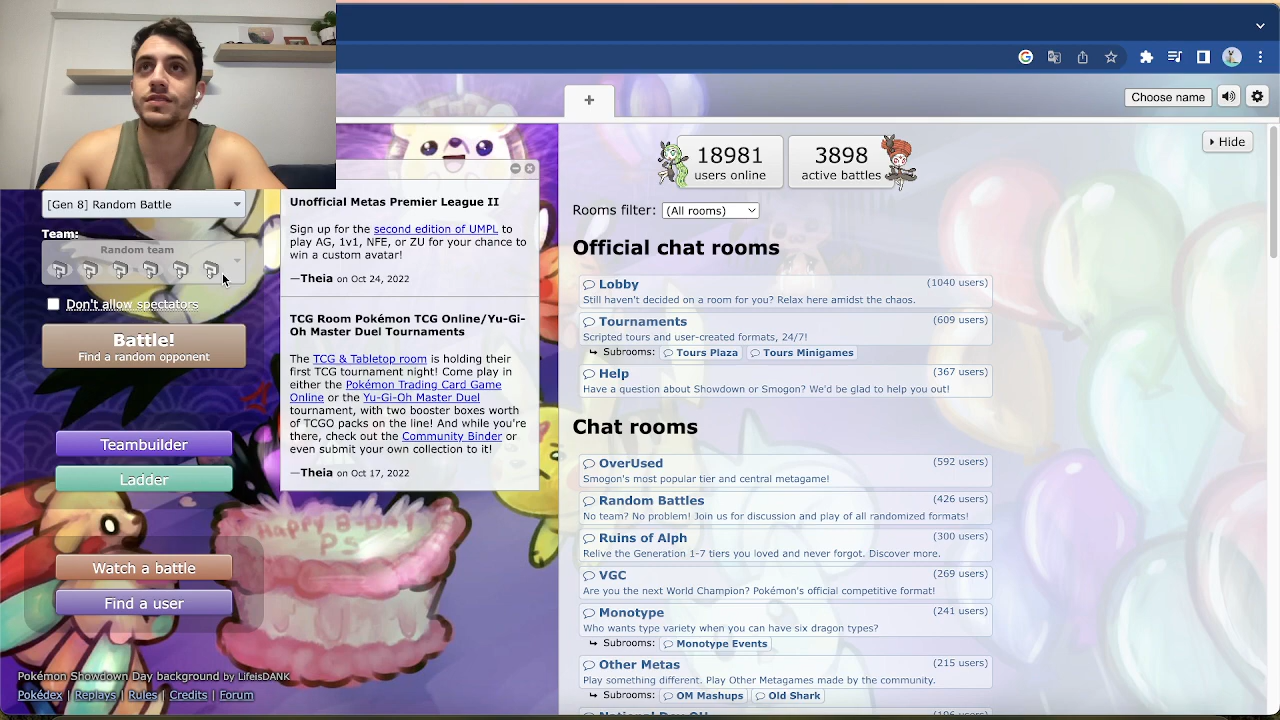 Choose name
Hide
18981
users online
3898
active battles
[Gen 8] Random Battle
Team:
Random team
Don't allow spectators
Battle!
Find a random opponent
Teambuilder
Ladder
Watch a battle
Find a user
Pokémon Showdown Day background by LifeisDANK
Pokédex | Replays | Rules | Credits | Forum
Unofficial Metas Premier League II
Sign up for the second edition of UMPL to
play AG, 1v1, NFE, or ZU for your chance to
win a custom avatar!
—Theia on Oct 24, 2022
TCG Room Pokémon TCG Online/Yu-Gi-
Oh Master Duel Tournaments
The TCG & Tabletop room is holding their
first TCG tournament night! Come play in
either the Pokémon Trading Card Game
Online or the Yu-Gi-Oh Master Duel
tournament, with two booster boxes worth
of TCGO packs on the line! And while you're
there, check out the Community Binder or
even submit your own collection to it!
—Theia on Oct 17, 2022
HAPPY B-DAY
PS
Rooms filter: (All rooms)
Official chat rooms
Lobby (1040 users)
Still haven't decided on a room for you? Relax here amidst the chaos.
Tournaments (609 users)
Scripted tours and user-created formats, 24/7!
Subrooms: Tours Plaza Tours Minigames
Help (367 users)
Have a question about Showdown or Smogon? We'd be glad to help you out!
Chat rooms
OverUsed (592 users)
Smogon's most popular tier and central metagame!
Random Battles (426 users)
No team? No problem! Join us for discussion and play of all randomized formats!
Ruins of Alph (300 users)
Relive the Generation 1-7 tiers you loved and never forgot. Discover more.
VGC (269 users)
Are you the next World Champion? Pokémon's official competitive format!
Monotype (241 users)
Who wants type variety when you can have six dragon types?
Subrooms: Monotype Events
Other Metas (215 users)
Play something different. Play Other Metagames made by the community.
Subrooms: OM Mashups Old Shark